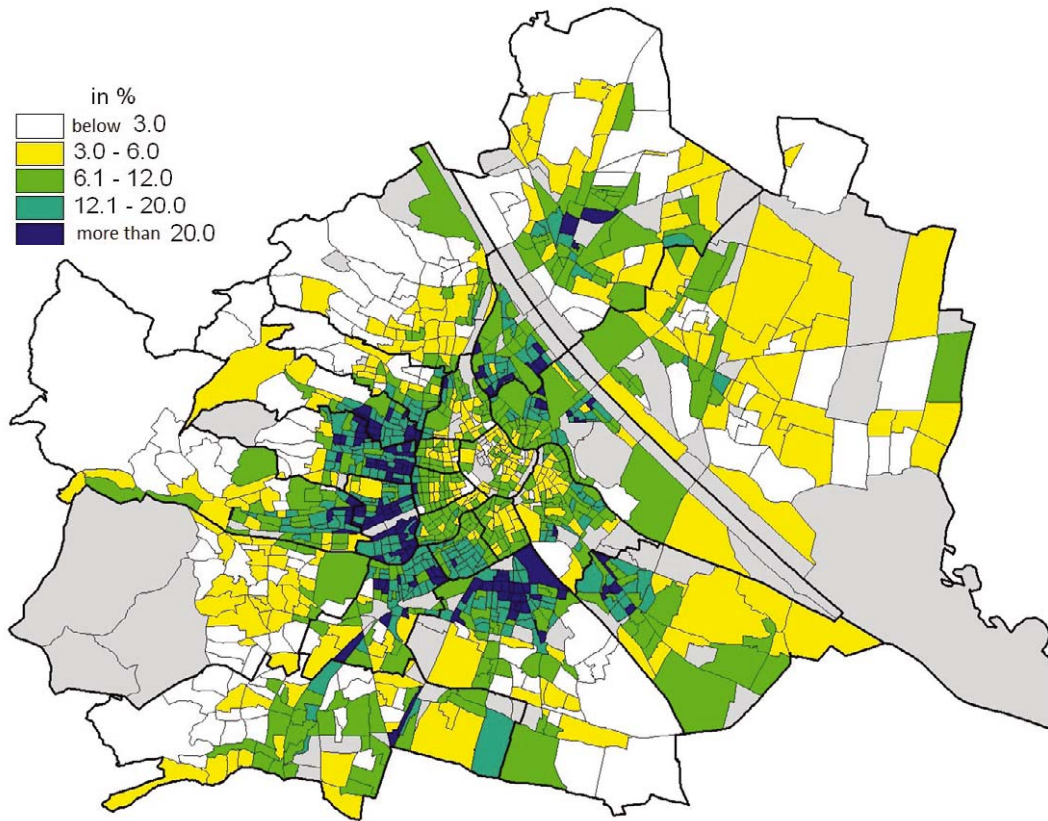 in %
below 3.0
3.0 - 6.0
6.1 - 12.0
12.1 - 20.0
more than 20.0